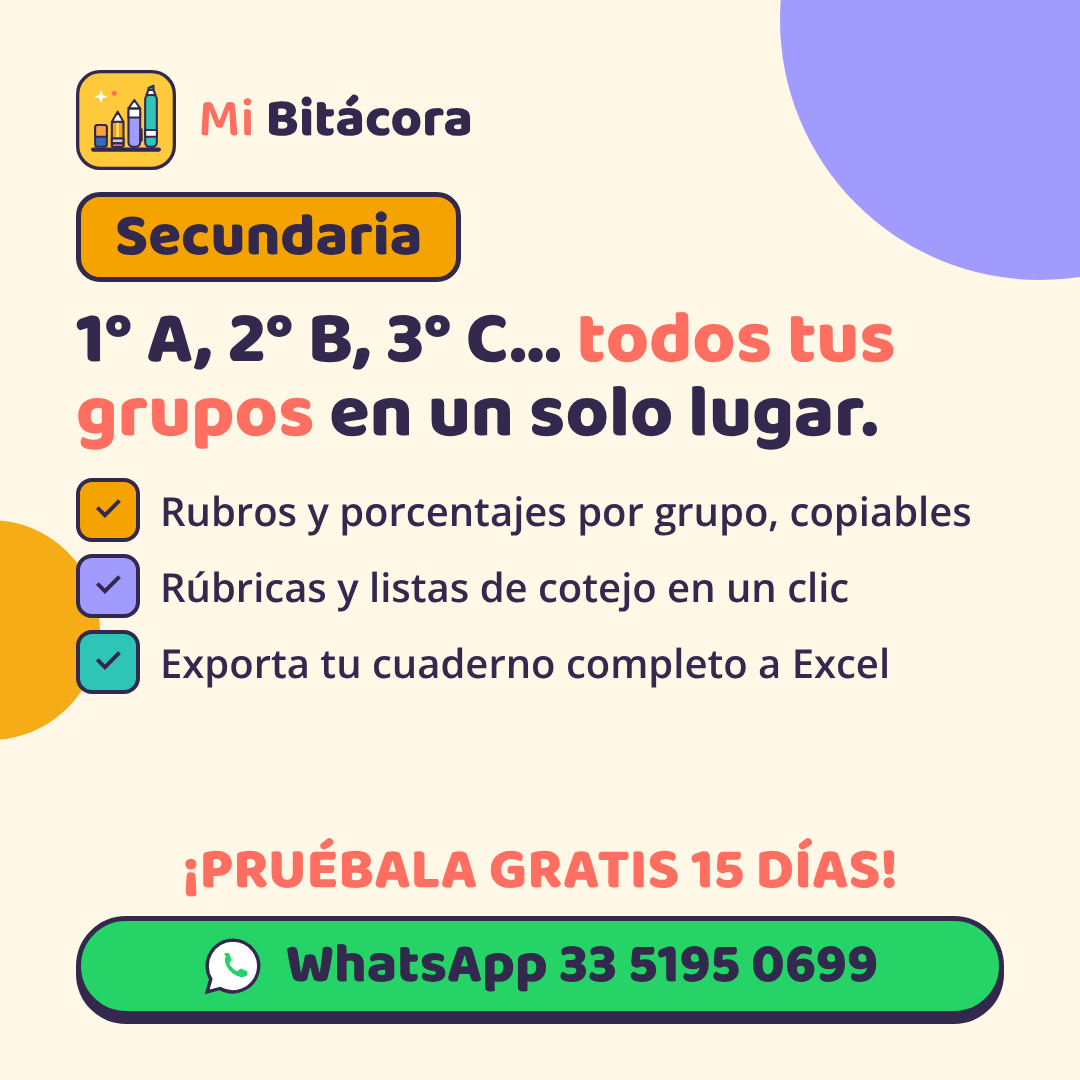 Mi Bitácora
Secundaria
1° A, 2° B, 3° C... todos tus
grupos en un solo lugar.
Rubros y porcentajes por grupo, copiables
Rúbricas y listas de cotejo en un clic
Exporta tu cuaderno completo a Excel
¡PRUÉBALA GRATIS 15 DÍAS!
WhatsApp 33 5195 0699